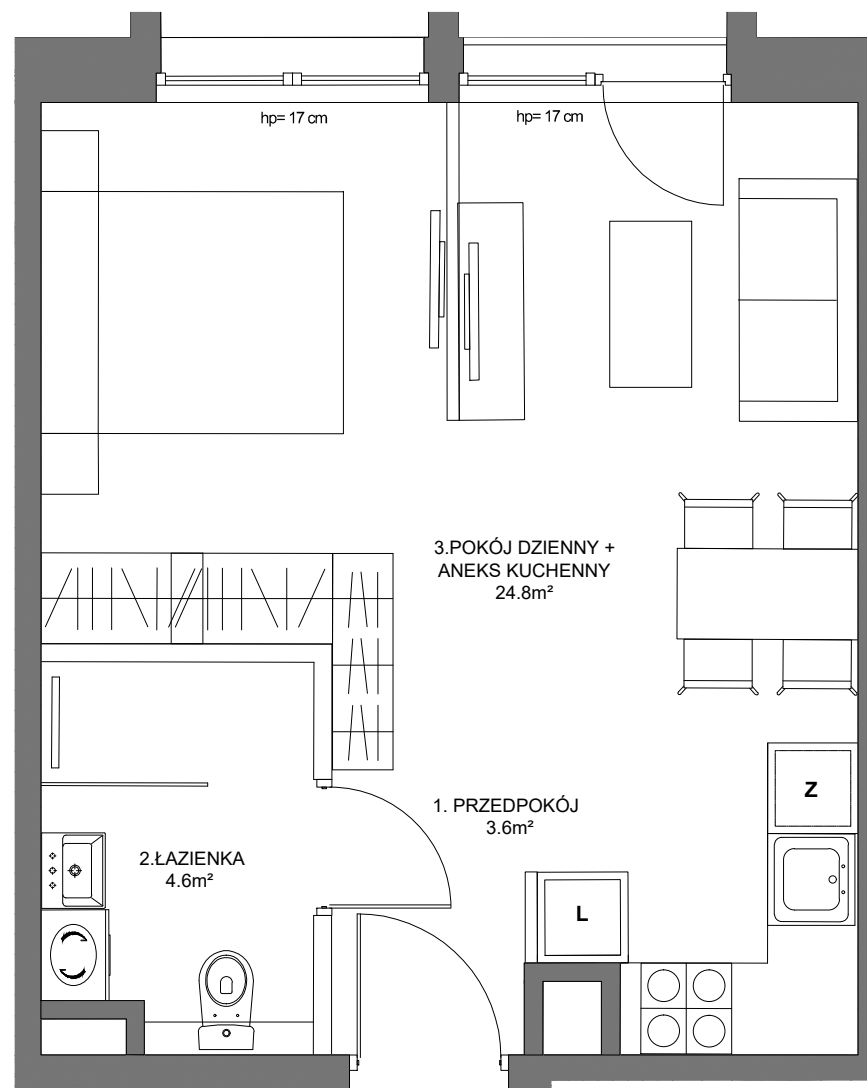 hp= 17 cm
hp= 17 cm
3.POKÓJ DZIENNY +
ANEKS KUCHENNY
24.8m²
Z
1. PRZEDPOKÓJ
3.6m²
2.ŁAZIENKA
4.6m²
L